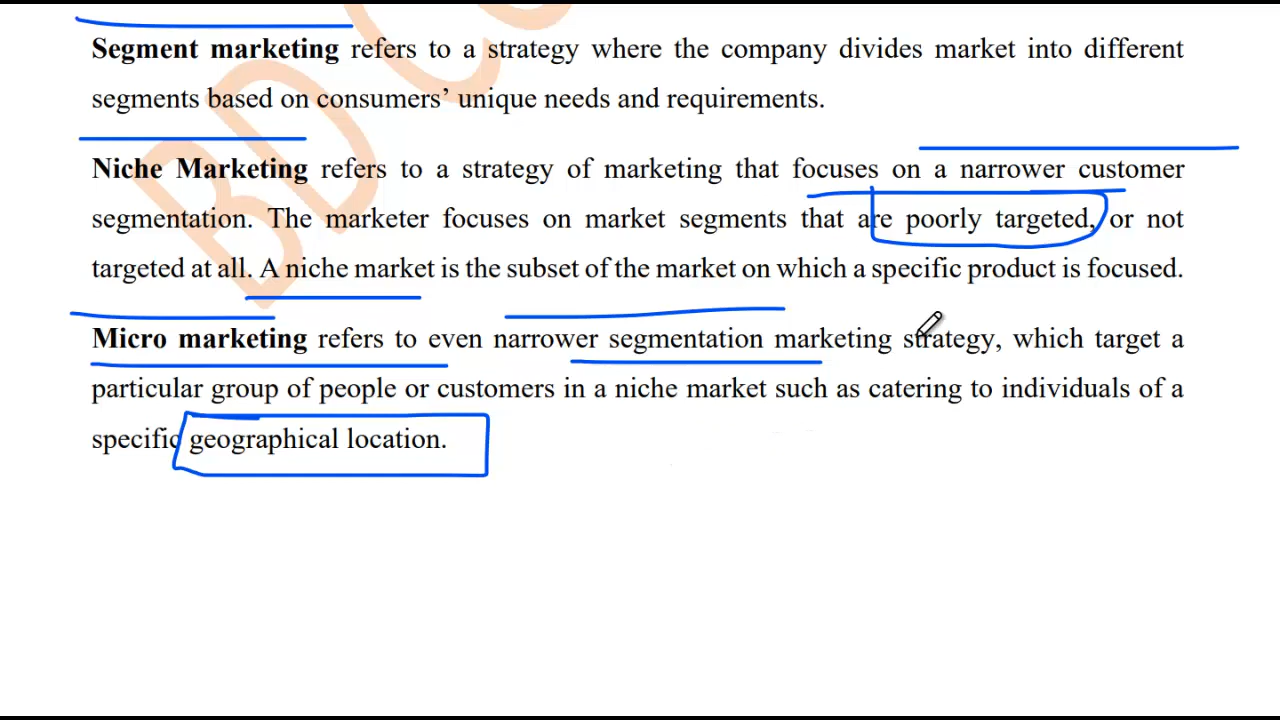 Segment marketing refers to a strategy where the company divides market into different
segments based on consumers’ unique needs and requirements.
Niche Marketing refers to a strategy of marketing that focuses on a narrower customer
segmentation. The marketer focuses on market segments that are poorly targeted, or not
targeted at all. A niche market is the subset of the market on which a specific product is focused.
Micro marketing refers to even narrower segmentation marketing strategy, which target a
particular group of people or customers in a niche market such as catering to individuals of a
specific geographical location.
BD Co